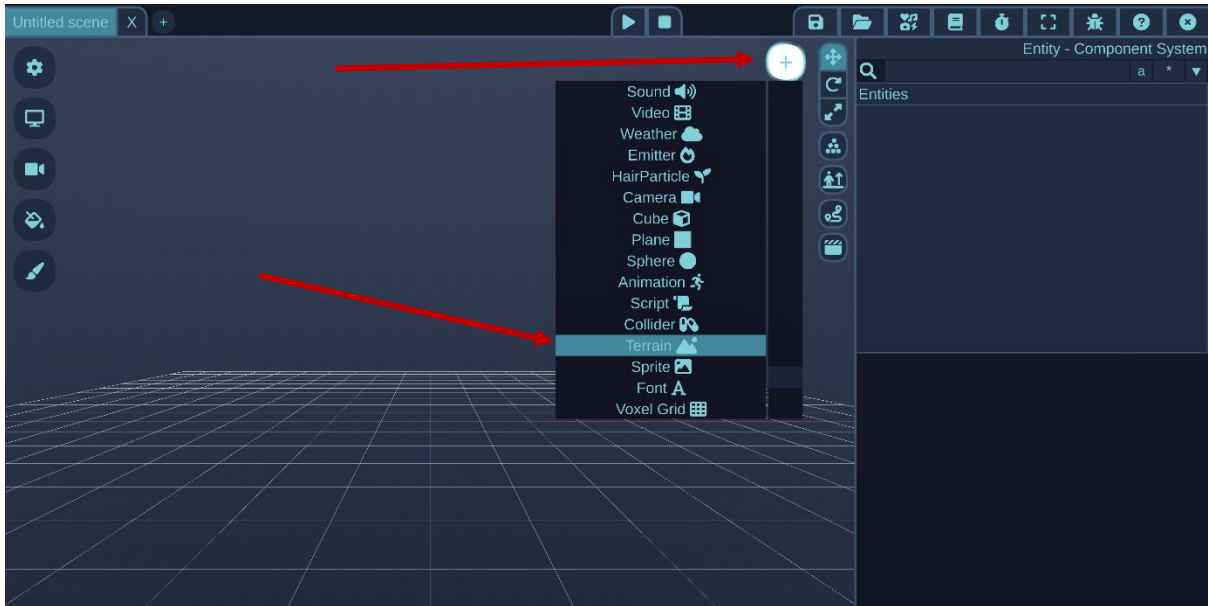 Untitled scene X +
Entity - Component System
a *
Entities
Sound
Video
Weather
Emitter
HairParticle
Camera
Cube
Plane
Sphere
Animation
Script
Collider
Terrain
Sprite
Font A
Voxel Grid